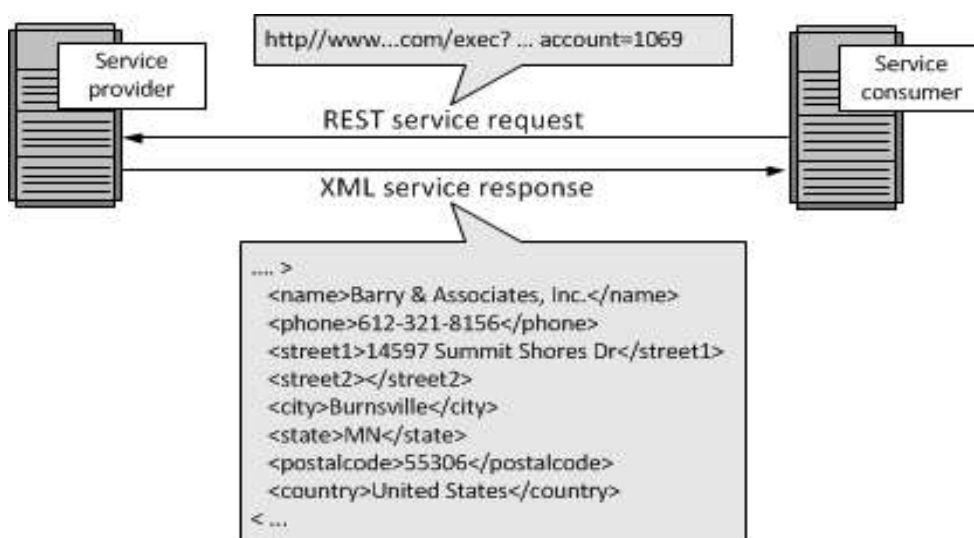 http//www...com/exec? ... account=1069
Service
provider
Service
consumer
REST service request
XML service response
.... >
<name>Barry & Associates, Inc.</name>
<phone>612-321-8156</phone>
<street1>14597 Summit Shores Dr</street1>
<street2></street2>
<city>Burnsville</city>
<state>MN</state>
<postalcode>55306</postalcode>
<country>United States</country>
< ...